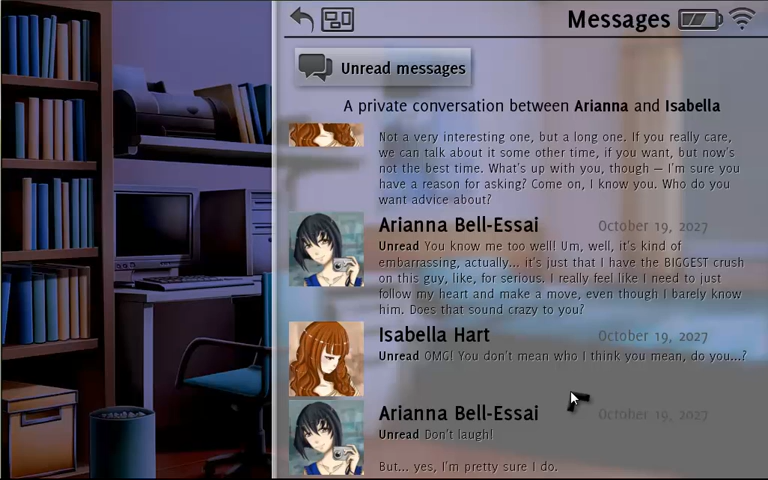 Messages
Unread messages
A private conversation between Arianna and Isabella
Not a very interesting one, but a long one. If you really care,
we can talk about it some other time, if you want, but now's
not the best time. What's up with you, though — I'm sure you
have a reason for asking? Come on, I know you. Who do you
want advice about?
Arianna Bell-Essai October 19, 2027
Unread You know me too well! Um, well, it's kind of
embarrassing, actually... it's just that I have the BIGGEST crush
on this guy, like, for serious. I really feel like I need to just
follow my heart and make a move, even though I barely know
him. Does that sound crazy to you?
Isabella Hart October 19, 2027
Unread OMG! You don't mean who I think you mean, do you...?
Arianna Bell-Essai October 19, 2027
Unread Don't laugh!
But... yes, I'm pretty sure I do.